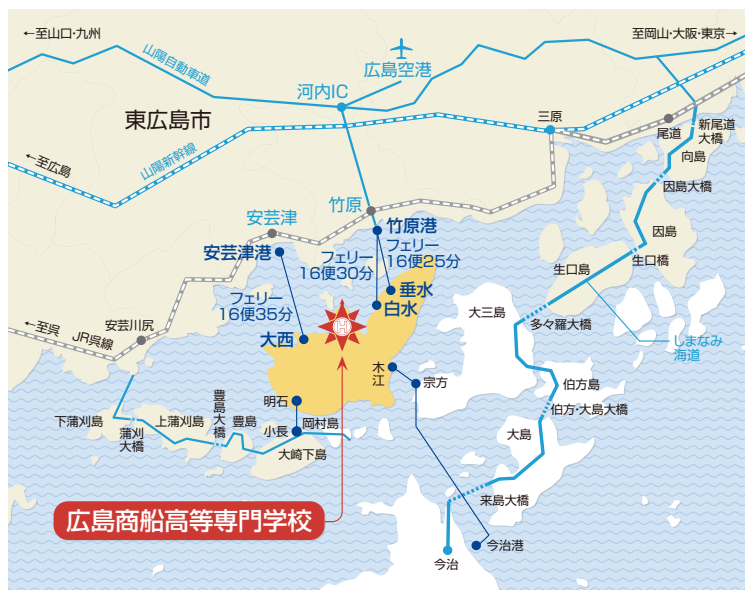 ←至山口・九州
至岡山・大阪・東京→
山陽自動車道
広島空港
河内IC
東広島市
三原
尾道
新尾道
大橋
向島
←至広島
山陽新幹線
因島大橋
竹原
安芸津
竹原港
因島
安芸津港
フェリー
16便30分
フェリー
16便25分
生口橋
生口島
垂水
白水
フェリー
16便35分
大三島
多々羅大橋
←至呉
JR呉線
安芸川尻
H
大西
しまなみ
海道
木江
宗方
伯方島
明石
伯方・大島大橋
下蒲刈島
蒲刈
大橋
上蒲刈島
豊島
大橋
豊島
小長
岡村島
大崎下島
大島
来島大橋
広島商船高等専門学校
今治
今治港